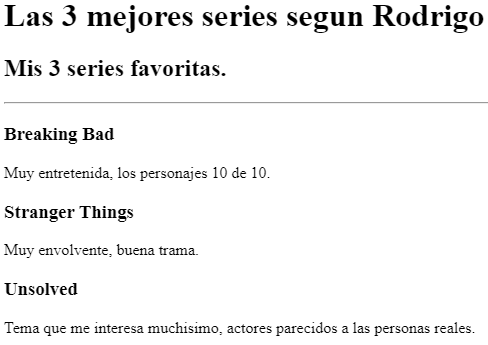 Las 3 mejores series segun Rodrigo
Mis 3 series favoritas.
Breaking Bad
Muy entretenida, los personajes 10 de 10.
Stranger Things
Muy envolvente, buena trama.
Unsolved
Tema que me interesa muchisimo, actores parecidos a las personas reales.